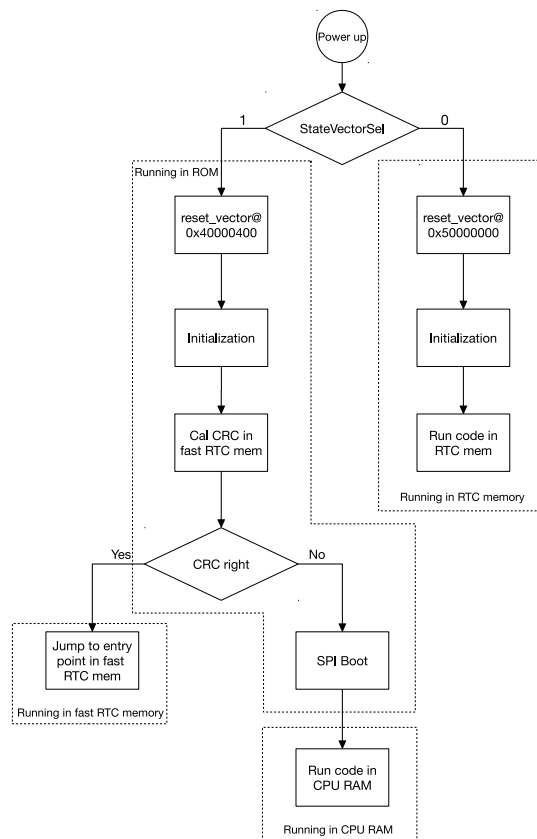 Power up
StateVectorSel
1
0
Running in ROM
reset_vector@
0x40000400
reset_vector@
0x50000000
Initialization
Initialization
Cal CRC in
fast RTC mem
Run code in
RTC mem
Running in RTC memory
Yes
CRC right
No
Jump to entry
point in fast
RTC mem
SPI Boot
Running in fast RTC memory
Run code in
CPU RAM
Running in CPU RAM